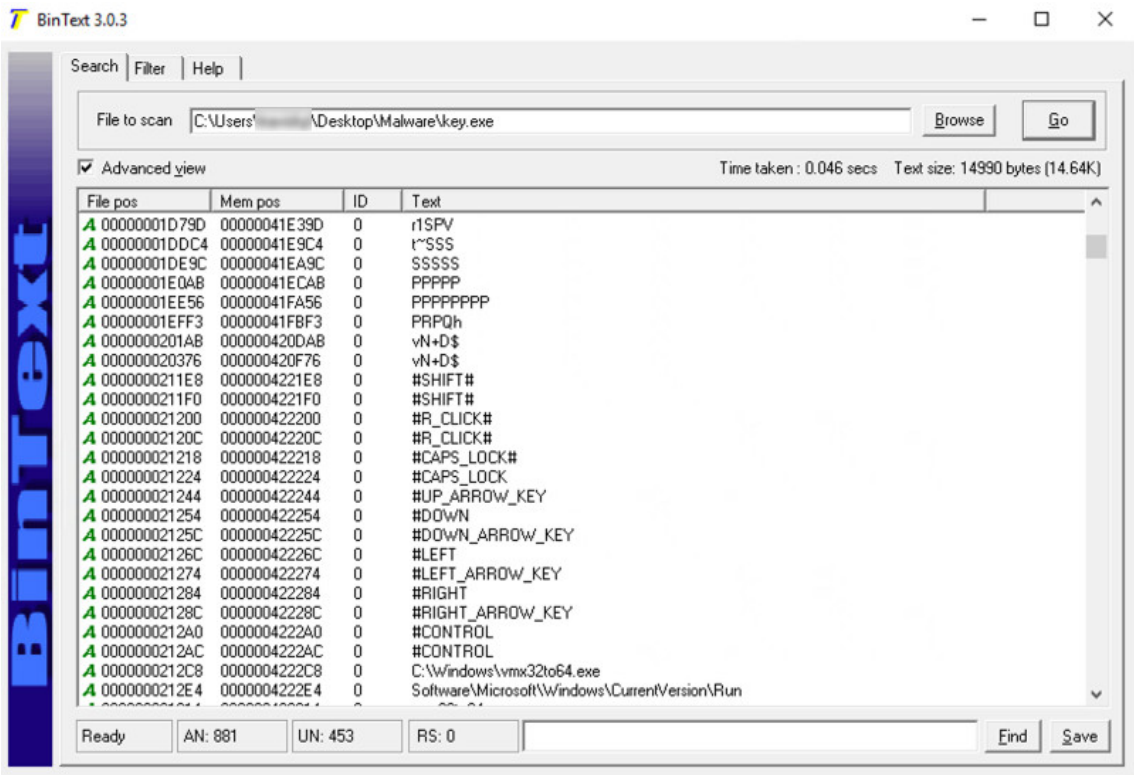 BinText 3.0.3
Search Filter Help
File to scan C:\Users\ \Desktop\Malware\key.exe Browse Go
Advanced view Time taken : 0.046 secs Text size: 14990 bytes (14.64K)
File pos Mem pos ID Text
A 00000001D79D 00000041E39D 0 r1SPV
A 00000001DDC4 00000041E9C4 0 t~SSS
A 00000001DE9C 00000041EA9C 0 SSSSS
A 00000001E0AB 00000041ECAB 0 PPPPP
A 00000001EE56 00000041FA56 0 PPPPPPPP
A 00000001EFF3 00000041FBF3 0 PRPQh
A 0000000201AB 000000420DAB 0 vN+D$
A 000000020376 000000420F76 0 vN+D$
A 0000000211E8 0000004221E8 0 #SHIFT#
A 0000000211F0 0000004221F0 0 #SHIFT#
A 000000021200 000000422200 0 #R_CLICK#
A 00000002120C 00000042220C 0 #R_CLICK#
A 000000021218 000000422218 0 #CAPS_LOCK#
A 000000021224 000000422224 0 #CAPS_LOCK
A 000000021244 000000422244 0 #UP_ARROW_KEY
A 000000021254 000000422254 0 #DOWN
A 00000002125C 00000042225C 0 #DOWN_ARROW_KEY
A 00000002126C 00000042226C 0 #LEFT
A 000000021274 000000422274 0 #LEFT_ARROW_KEY
A 000000021284 000000422284 0 #RIGHT
A 00000002128C 00000042228C 0 #RIGHT_ARROW_KEY
A 0000000212A0 0000004222A0 0 #CONTROL
A 0000000212AC 0000004222AC 0 #CONTROL
A 0000000212C8 0000004222C8 0 C:\Windows\vmx32to64.exe
A 0000000212E4 0000004222E4 0 Software\Microsoft\Windows\CurrentVersion\Run
Ready AN: 881 UN: 453 RS: 0 Find Save
BinText